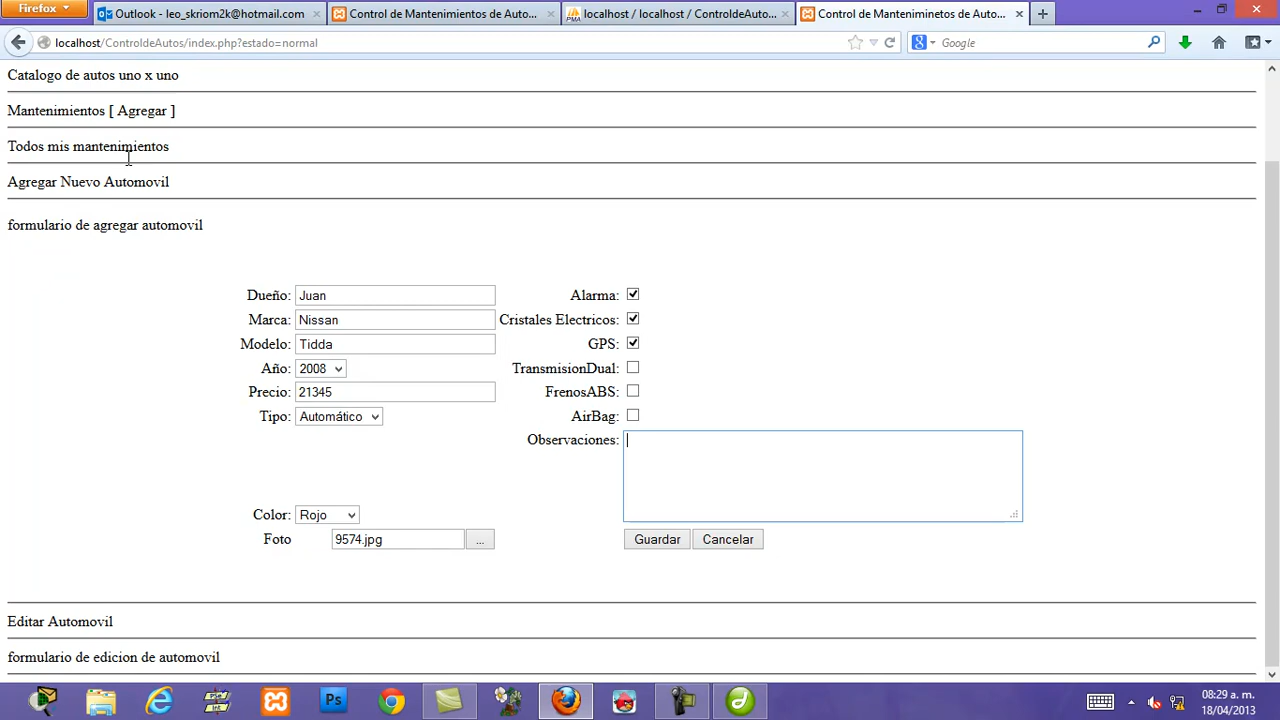 Firefox
Outlook - leo_skriom2k@hotmail.com
Control de Mantenimientos de Auto...
localhost / localhost / ControldeAuto...
Control de Manteniminetos de Auto...
localhost/ControldeAutos/index.php?estado=normal
Google
Catalogo de autos uno x uno
Mantenimientos [ Agregar ]
Todos mis mantenimientos
Agregar Nuevo Automovil
formulario de agregar automovil
Dueño: Juan Alarma:
Marca: Nissan Cristales Electricos:
Modelo: Tidda GPS:
Año: 2008 TransmisionDual:
Precio: 21345 FrenosABS:
Tipo: Automático AirBag:
Observaciones:
Color: Rojo
Foto 9574.jpg ... Guardar Cancelar
Editar Automovil
formulario de edicion de automovil
Ps
08:29 a. m.
18/04/2013